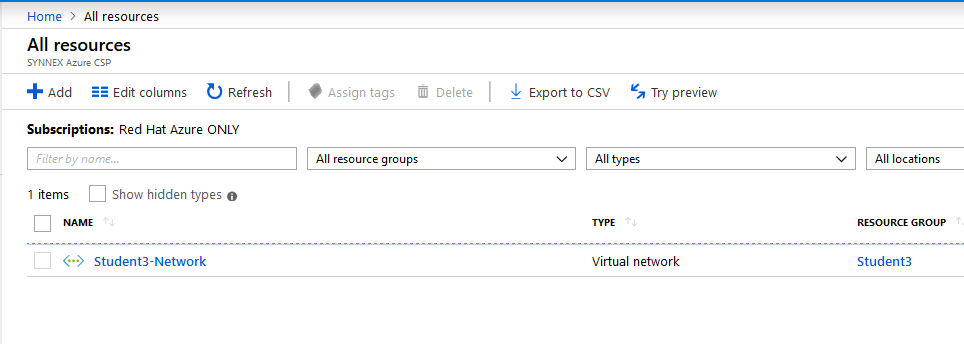 Home > All resources
All resources
SYNNEX Azure CSP
Add Edit columns Refresh Assign tags Delete Export to CSV Try preview
Subscriptions: Red Hat Azure ONLY
Filter by name... All resource groups All types All locations
1 items Show hidden types
NAME TYPE RESOURCE GROUP
Student3-Network Virtual network Student3